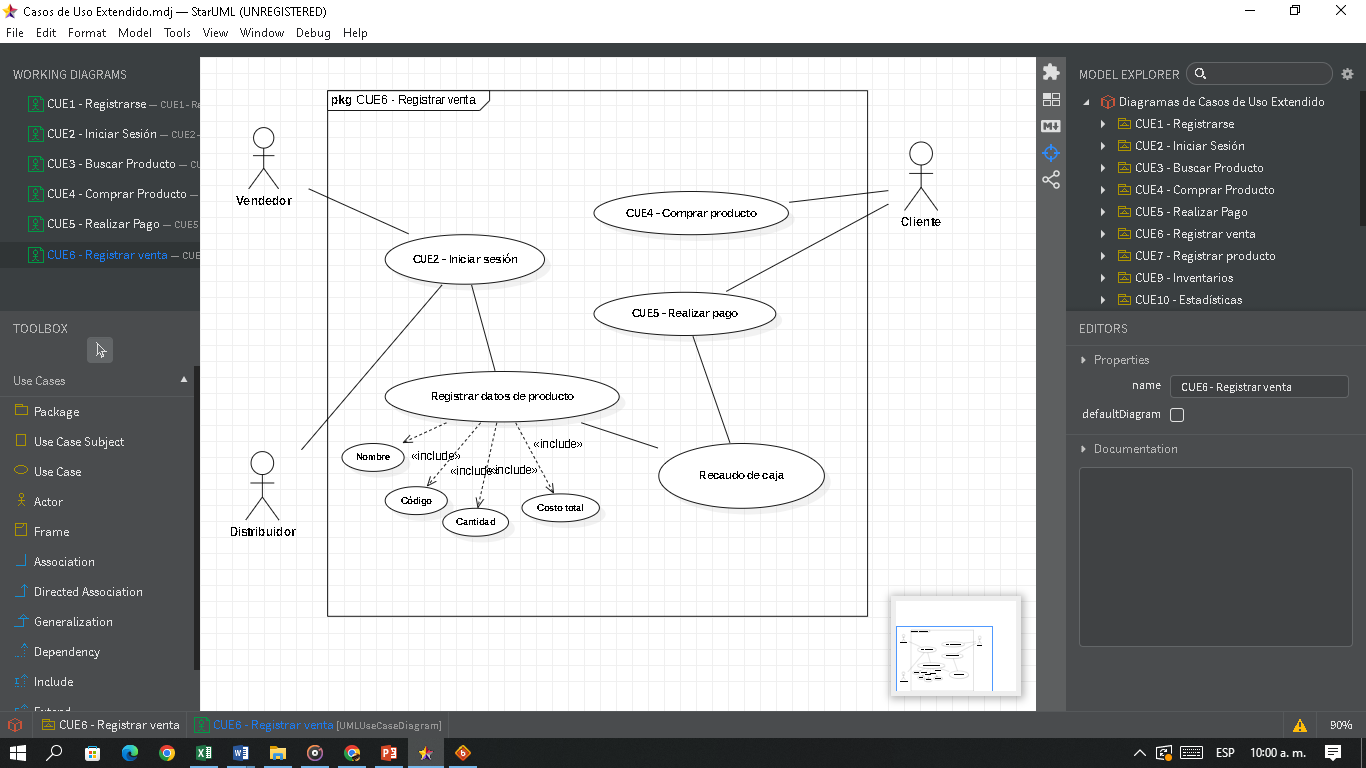 Casos de Uso Extendido.mdj — StarUML (UNREGISTERED)
File Edit Format Model Tools View Window Debug Help
WORKING DIAGRAMS
CUE1 - Registrarse — CUE1 - Ra
CUE2 - Iniciar Sesión — CUE2 -
CUE3 - Buscar Producto — CU
CUE4 - Comprar Producto —
CUE5 - Realizar Pago — CUE5
CUE6 - Registrar venta — CUE
TOOLBOX
Use Cases
Package
Use Case Subject
Use Case
Actor
Frame
Association
Directed Association
Generalization
Dependency
Include
Extend
pkg CUE6 - Registrar venta
Vendedor
Cliente
CUE4 - Comprar producto
CUE2 - Iniciar sesión
CUE5 - Realizar pago
Registrar datos de producto
«include»
«include»
«include»
«include»
Nombre
Recaudo de caja
Código
Costo total
Cantidad
Distribuidor
MODEL EXPLORER
Diagramas de Casos de Uso Extendido
CUE1 - Registrarse
CUE2 - Iniciar Sesión
CUE3 - Buscar Producto
CUE4 - Comprar Producto
CUE5 - Realizar Pago
CUE6 - Registrar venta
CUE7 - Registrar producto
CUE9 - Inventarios
CUE10 - Estadísticas
EDITORS
Properties
name CUE6 - Registrar venta
defaultDiagram
Documentation
CUE6 - Registrar venta CUE6 - Registrar venta [UMLUseCaseDiagram] 90%
ESP 10:00 a. m.